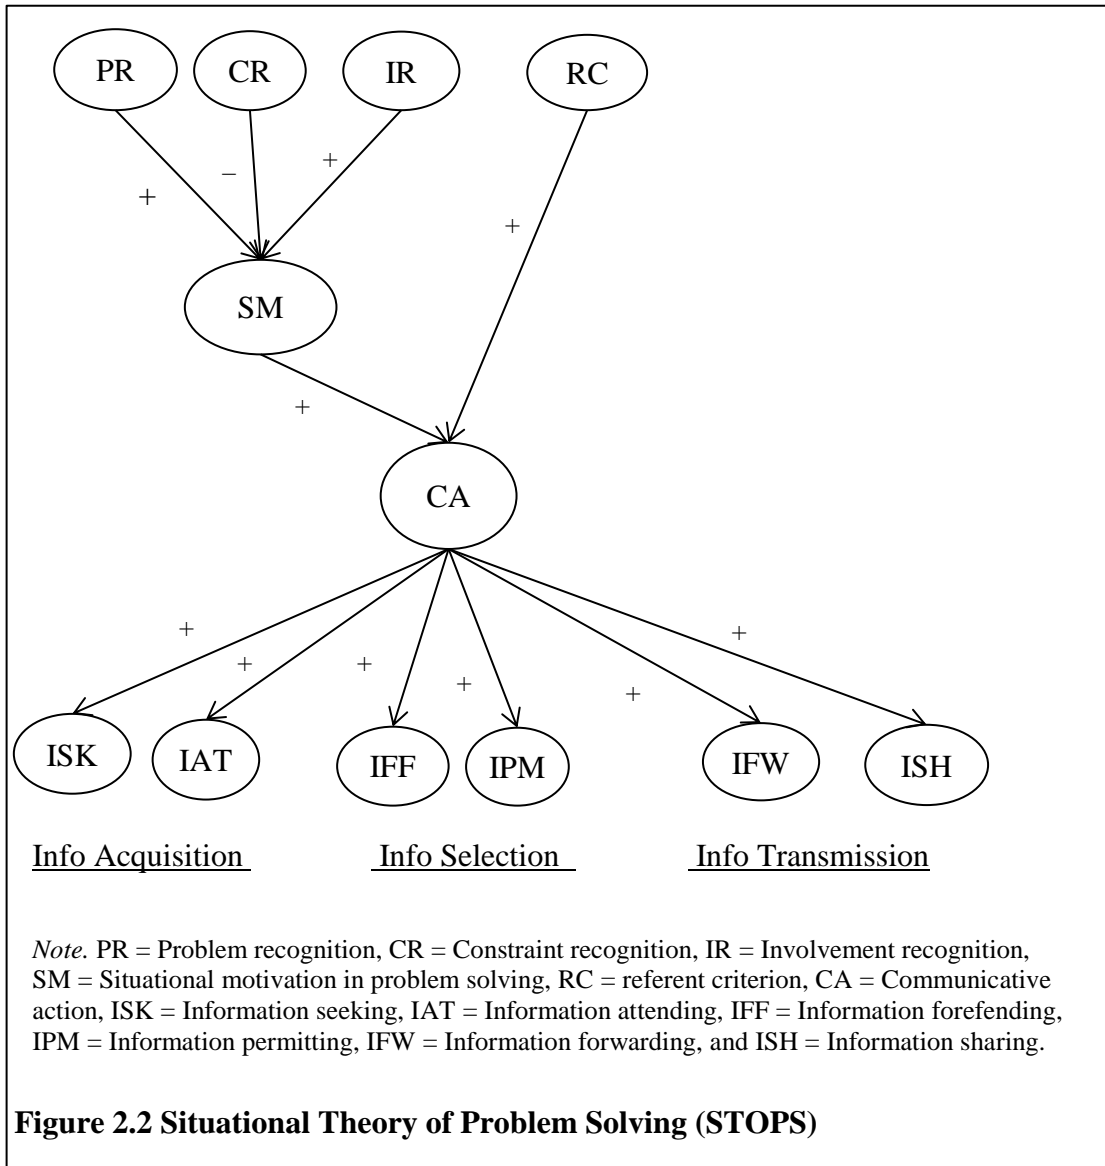 PR CR IR RC
+ − + +
SM
+
CA
+ + + + + +
ISK IAT IFF IPM IFW ISH
Info Acquisition Info Selection Info Transmission
Note. PR = Problem recognition, CR = Constraint recognition, IR = Involvement recognition,
SM = Situational motivation in problem solving, RC = referent criterion, CA = Communicative
action, ISK = Information seeking, IAT = Information attending, IFF = Information forefending,
IPM = Information permitting, IFW = Information forwarding, and ISH = Information sharing.
Figure 2.2 Situational Theory of Problem Solving (STOPS)